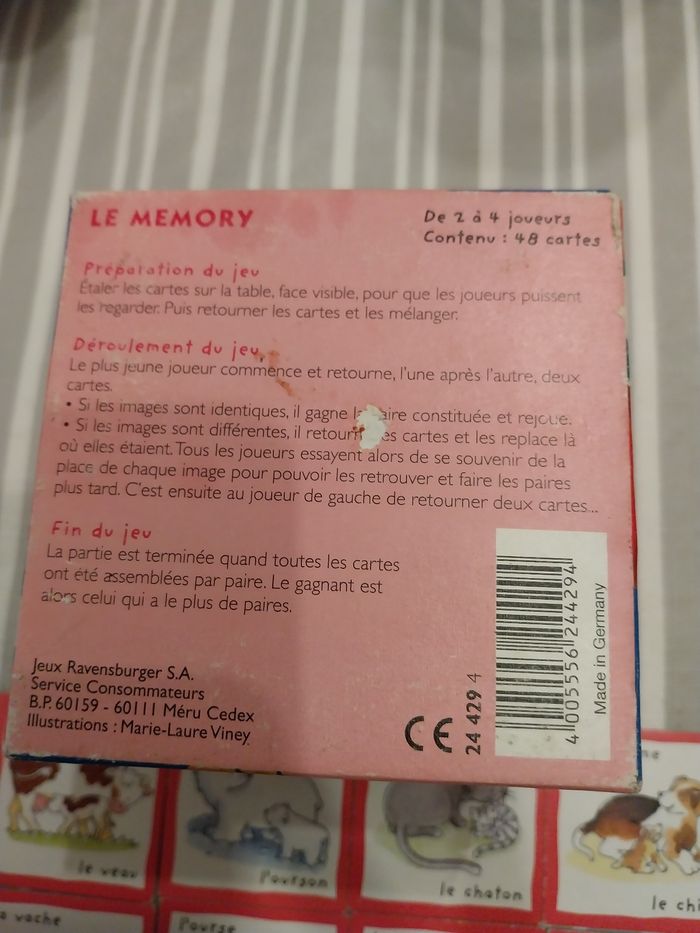 LE MEMORY
De 2 à 4 joueurs
Contenu : 48 cartes
Préparation du jeu
Étaler les cartes sur la table, face visible, pour que les joueurs puissent
les regarder. Puis retourner les cartes et les mélanger.
Déroulement du jeu
Le plus jeune joueur commence et retourne, l'une après l'autre, deux
cartes.
• Si les images sont identiques, il gagne la paire constituée et rejoue.
• Si les images sont différentes, il retourne les cartes et les replace là
où elles étaient. Tous les joueurs essayent alors de se souvenir de la
place de chaque image pour pouvoir les retrouver et faire les paires
plus tard. C'est ensuite au joueur de gauche de retourner deux cartes...
Fin du jeu
La partie est terminée quand toutes les cartes
ont été assemblées par paire. Le gagnant est
alors celui qui a le plus de paires.
Jeux Ravensburger S.A.
Service Consommateurs
B.P. 60159 - 60111 Méru Cedex
Illustrations : Marie-Laure Viney
CE
24 429 4
4 005556 244294
Made in Germany
le veau
l'ourson
le chaton
le chi
a vache
l'ourse